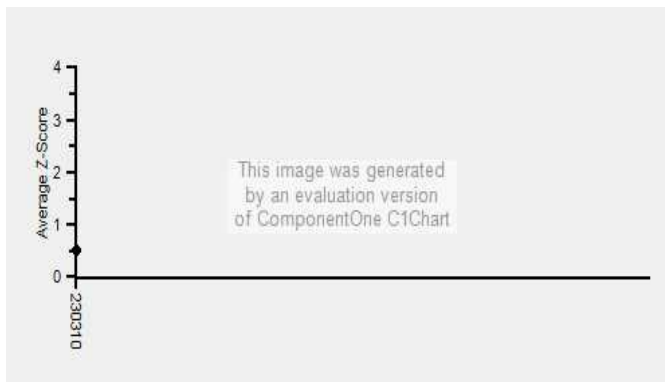 4
3
2
1
0
Average Z-Score
230310
This image was generated
by an evaluation version
of ComponentOne C1Chart